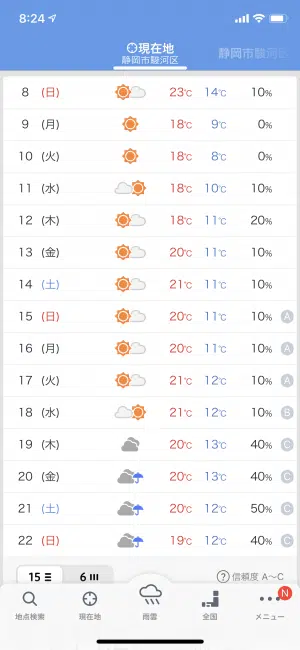 8:24
現在地
静岡市駿河区
静岡市駿河区
8 (日) 23℃ 14℃ 10%
9 (月) 18℃ 9℃ 0%
10 (火) 18℃ 8℃ 0%
11 (水) 18℃ 10℃ 10%
12 (木) 18℃ 11℃ 20%
13 (金) 20℃ 11℃ 10%
14 (土) 21℃ 11℃ 10%
15 (日) 20℃ 11℃ 10% A
16 (月) 20℃ 11℃ 10% A
17 (火) 21℃ 12℃ 10% A
18 (水) 21℃ 12℃ 10% B
19 (木) 20℃ 13℃ 40% C
20 (金) 20℃ 13℃ 40% C
21 (土) 20℃ 12℃ 50% C
22 (日) 19℃ 12℃ 40% C
15 6 ? 信頼度 A〜C
N
地点検索 現在地 雨雲 全国 メニュー